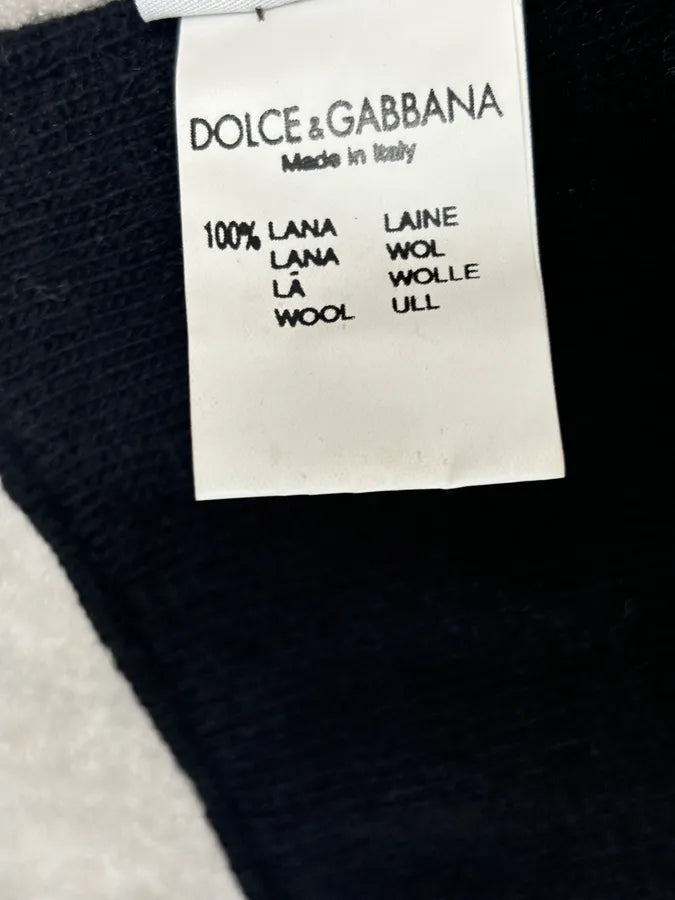 DOLCE & GABBANA
Made in Italy
100% LANA LAINE
LANA WOL
LÃ WOLLE
WOOL ULL